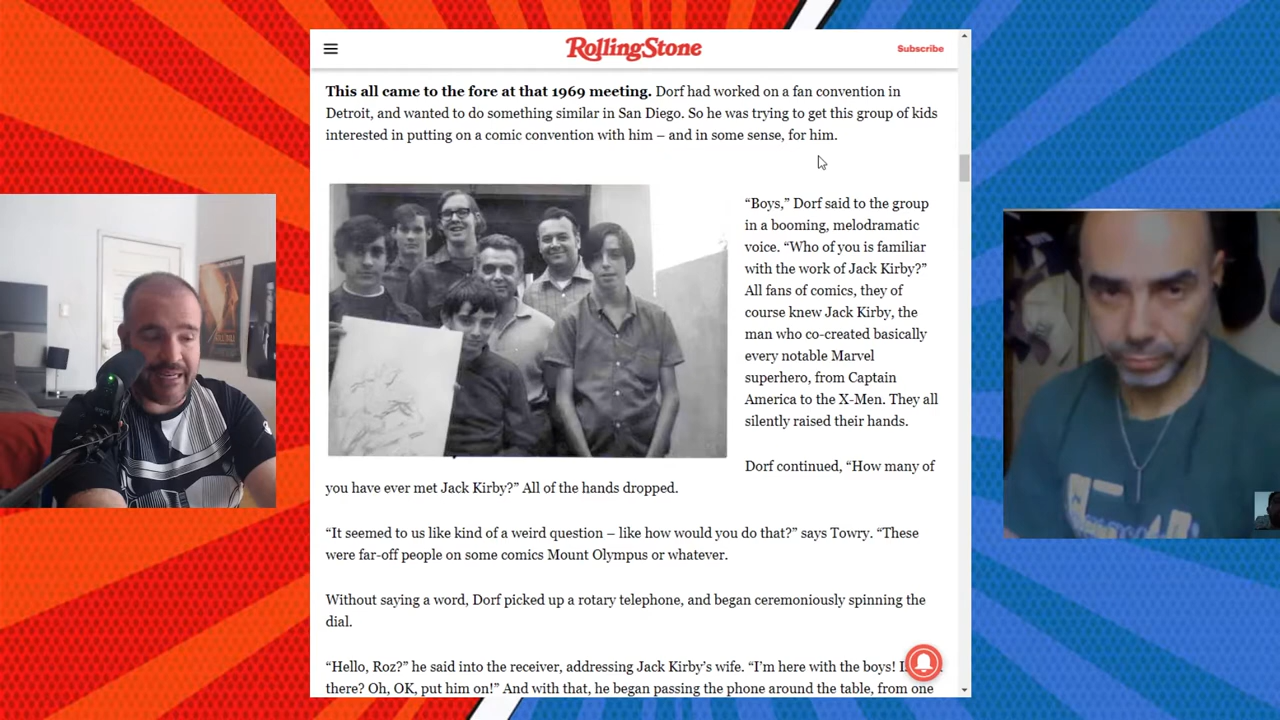 RollingStone
Subscribe
This all came to the fore at that 1969 meeting. Dorf had worked on a fan convention in
Detroit, and wanted to do something similar in San Diego. So he was trying to get this group of kids
interested in putting on a comic convention with him – and in some sense, for him.
“Boys,” Dorf said to the group
in a booming, melodramatic
voice. “Who of you is familiar
with the work of Jack Kirby?”
All fans of comics, they of
course knew Jack Kirby, the
man who co-created basically
every notable Marvel
superhero, from Captain
America to the X-Men. They all
silently raised their hands.
Dorf continued, “How many of
you have ever met Jack Kirby?” All of the hands dropped.
“It seemed to us like kind of a weird question – like how would you do that?” says Towry. “These
were far-off people on some comics Mount Olympus or whatever.
Without saying a word, Dorf picked up a rotary telephone, and began ceremoniously spinning the
dial.
“Hello, Roz?” he said into the receiver, addressing Jack Kirby’s wife. “I’m here with the boys!
there? Oh, OK, put him on!” And with that, he began passing the phone around the table, from one